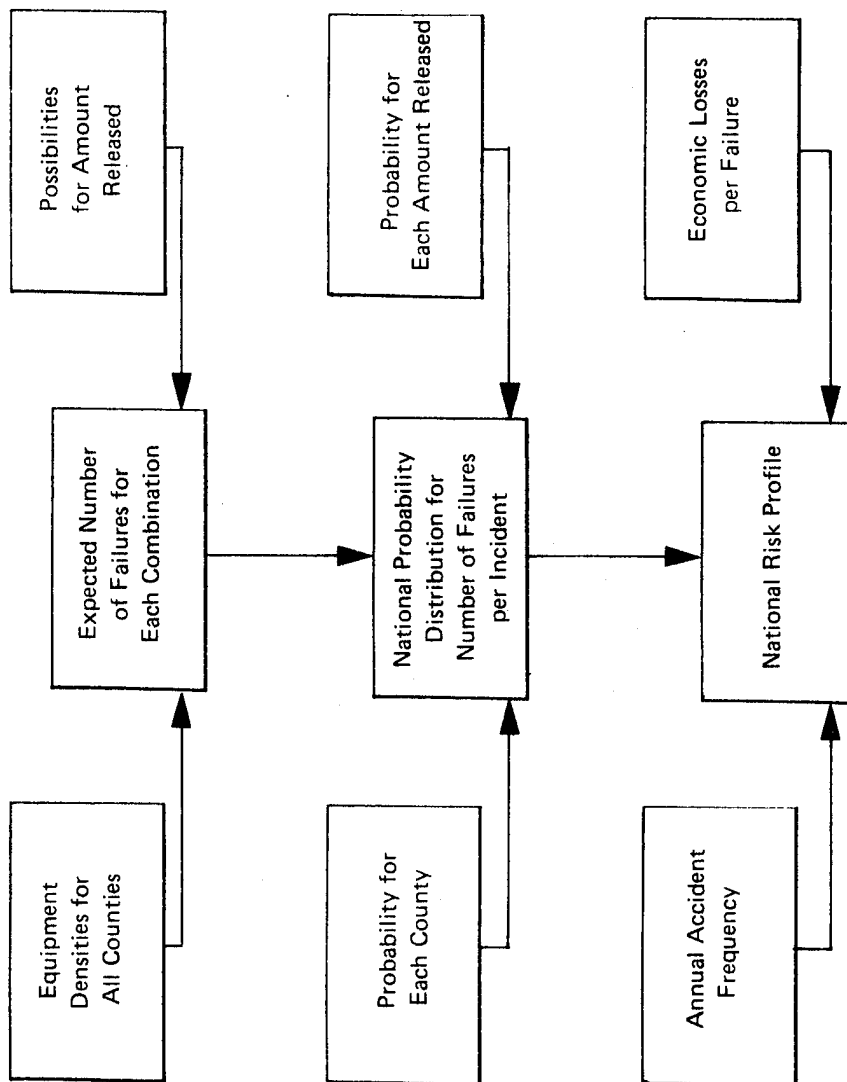 Equipment
Densities for
All Counties
Expected Number
of Failures for
Each Combination
Possibilities
for Amount
Released
Probability for
Each County
National Probability
Distribution for
Number of Failures
per Incident
Probability for
Each Amount Released
Annual Accident
Frequency
National Risk Profile
Economic Losses
per Failure